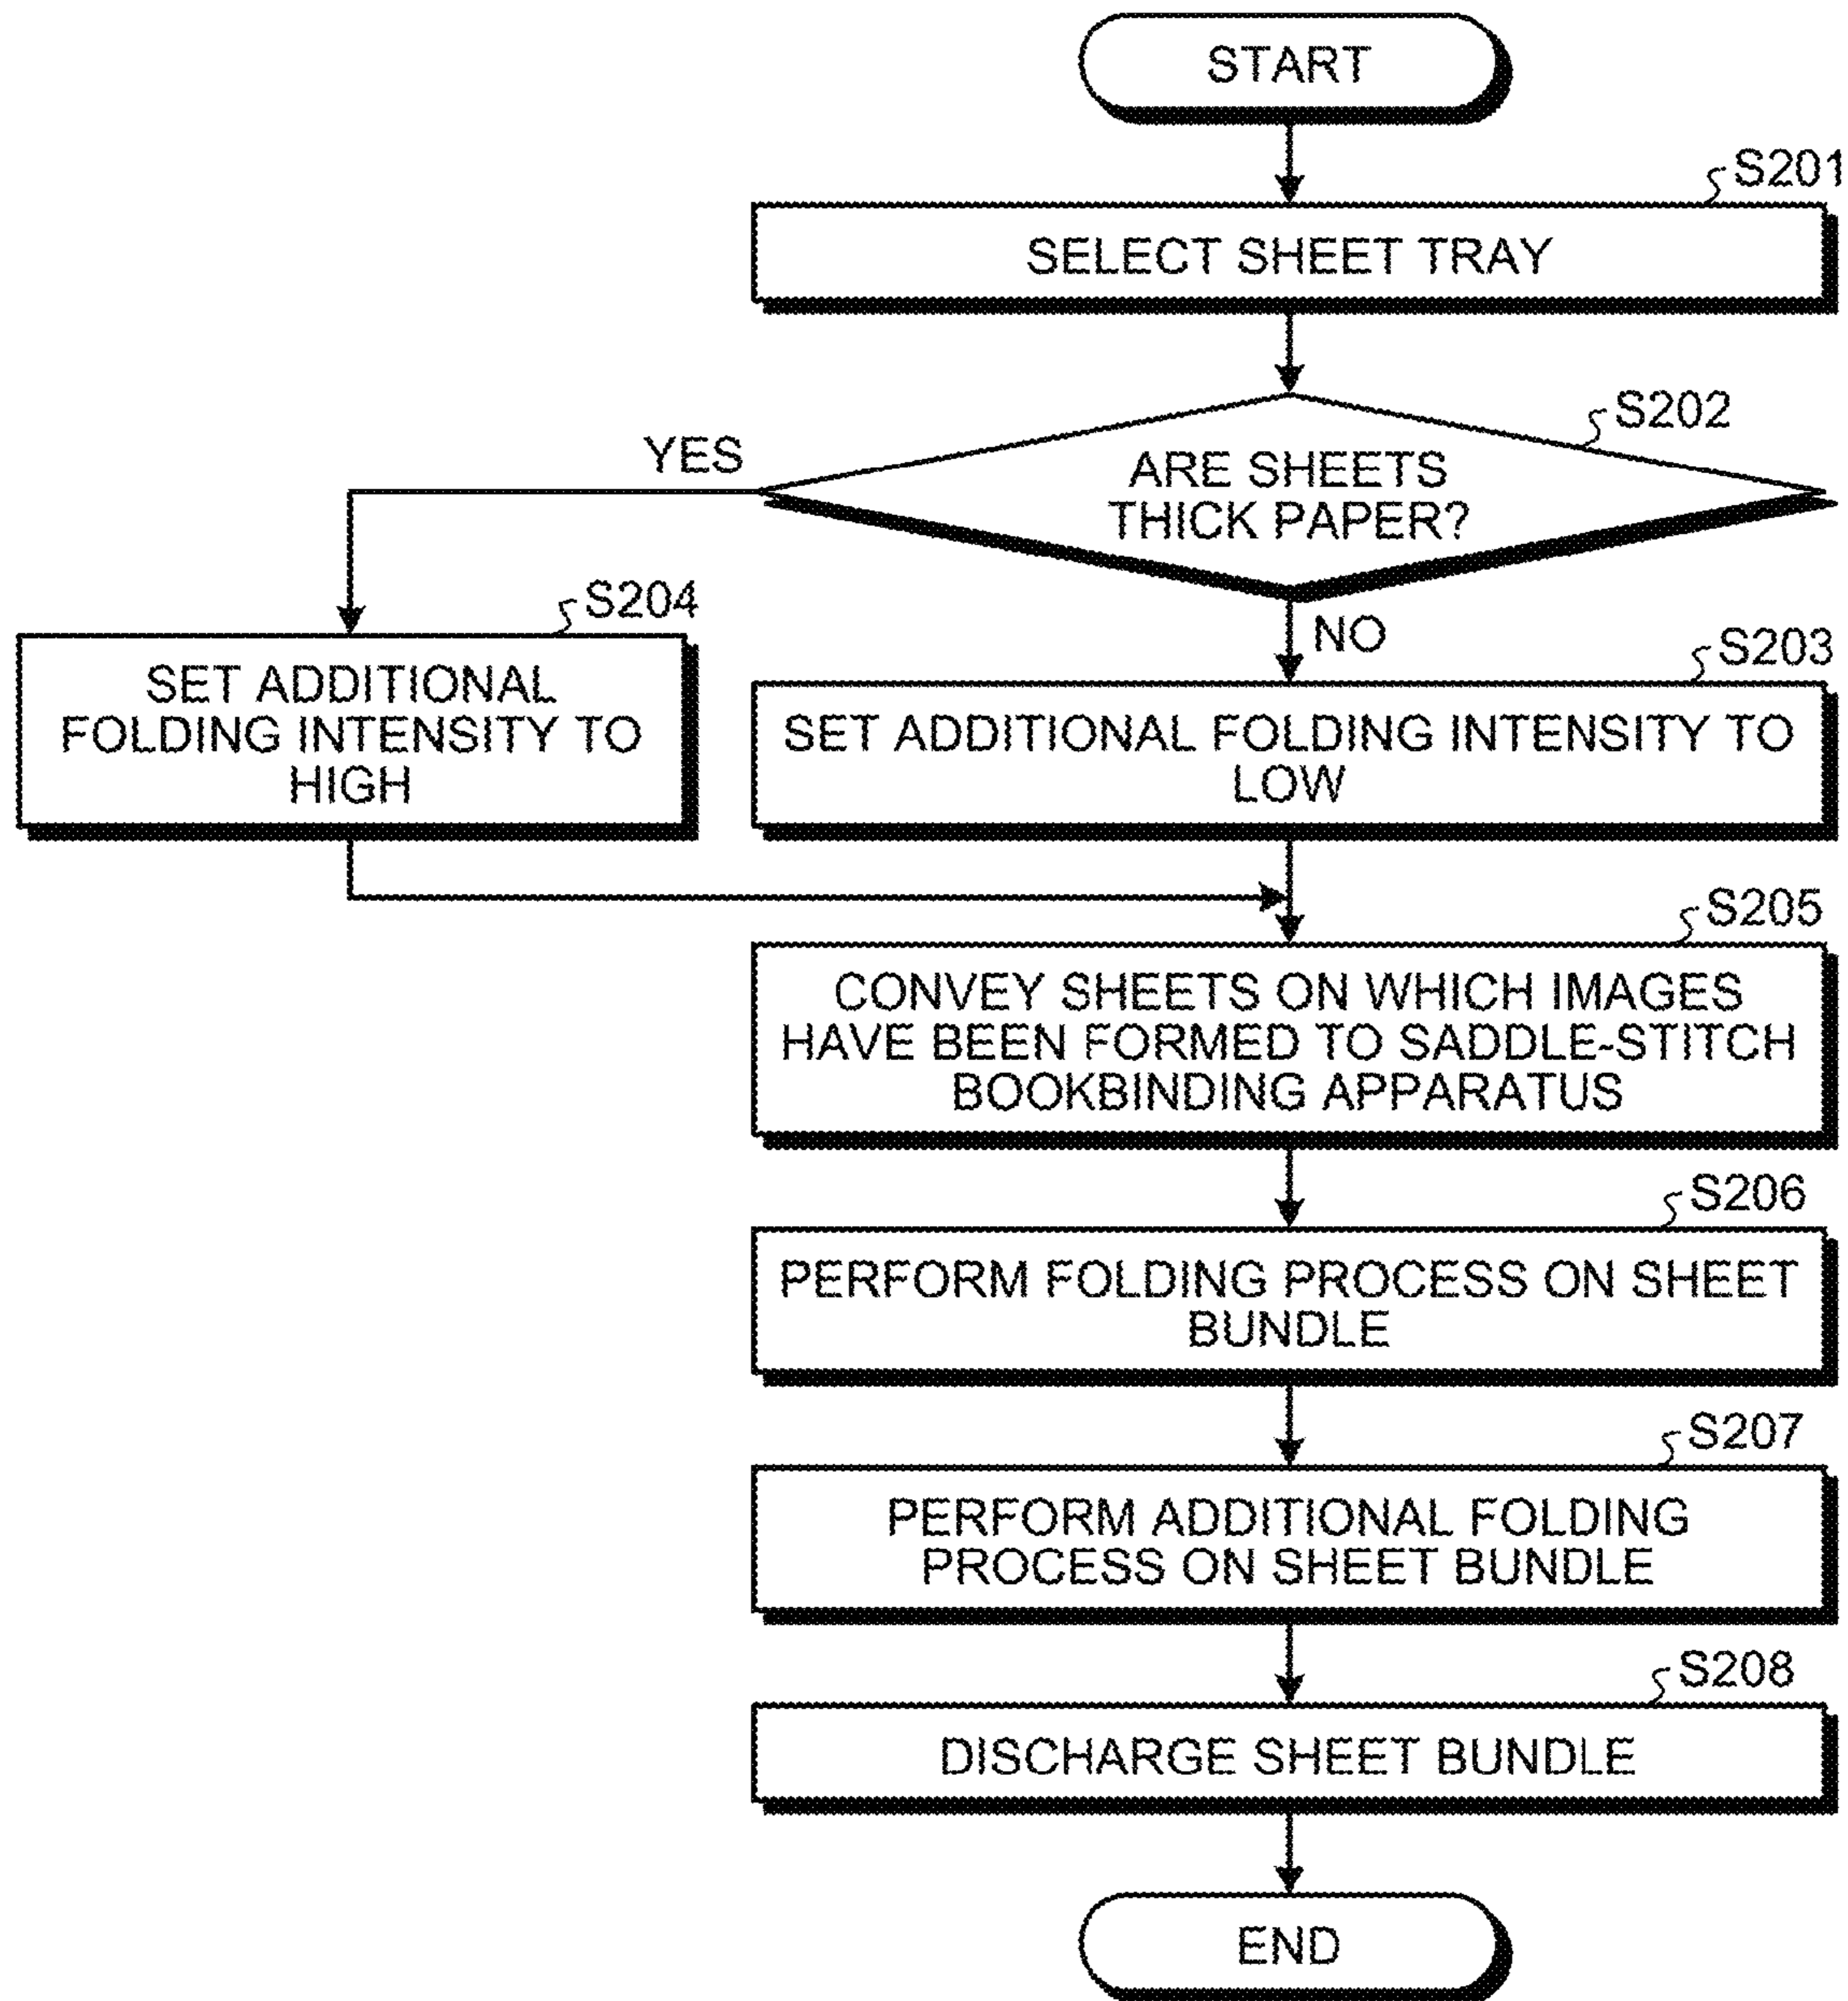 START
S201
SELECT SHEET TRAY
S202
YES
ARE SHEETS
THICK PAPER?
S204
NO
S203
SET ADDITIONAL
FOLDING INTENSITY TO
HIGH
SET ADDITIONAL FOLDING INTENSITY TO
LOW
S205
CONVEY SHEETS ON WHICH IMAGES
HAVE BEEN FORMED TO SADDLE-STITCH
BOOKBINDING APPARATUS
S206
PERFORM FOLDING PROCESS ON SHEET
BUNDLE
S207
PERFORM ADDITIONAL FOLDING
PROCESS ON SHEET BUNDLE
S208
DISCHARGE SHEET BUNDLE
END